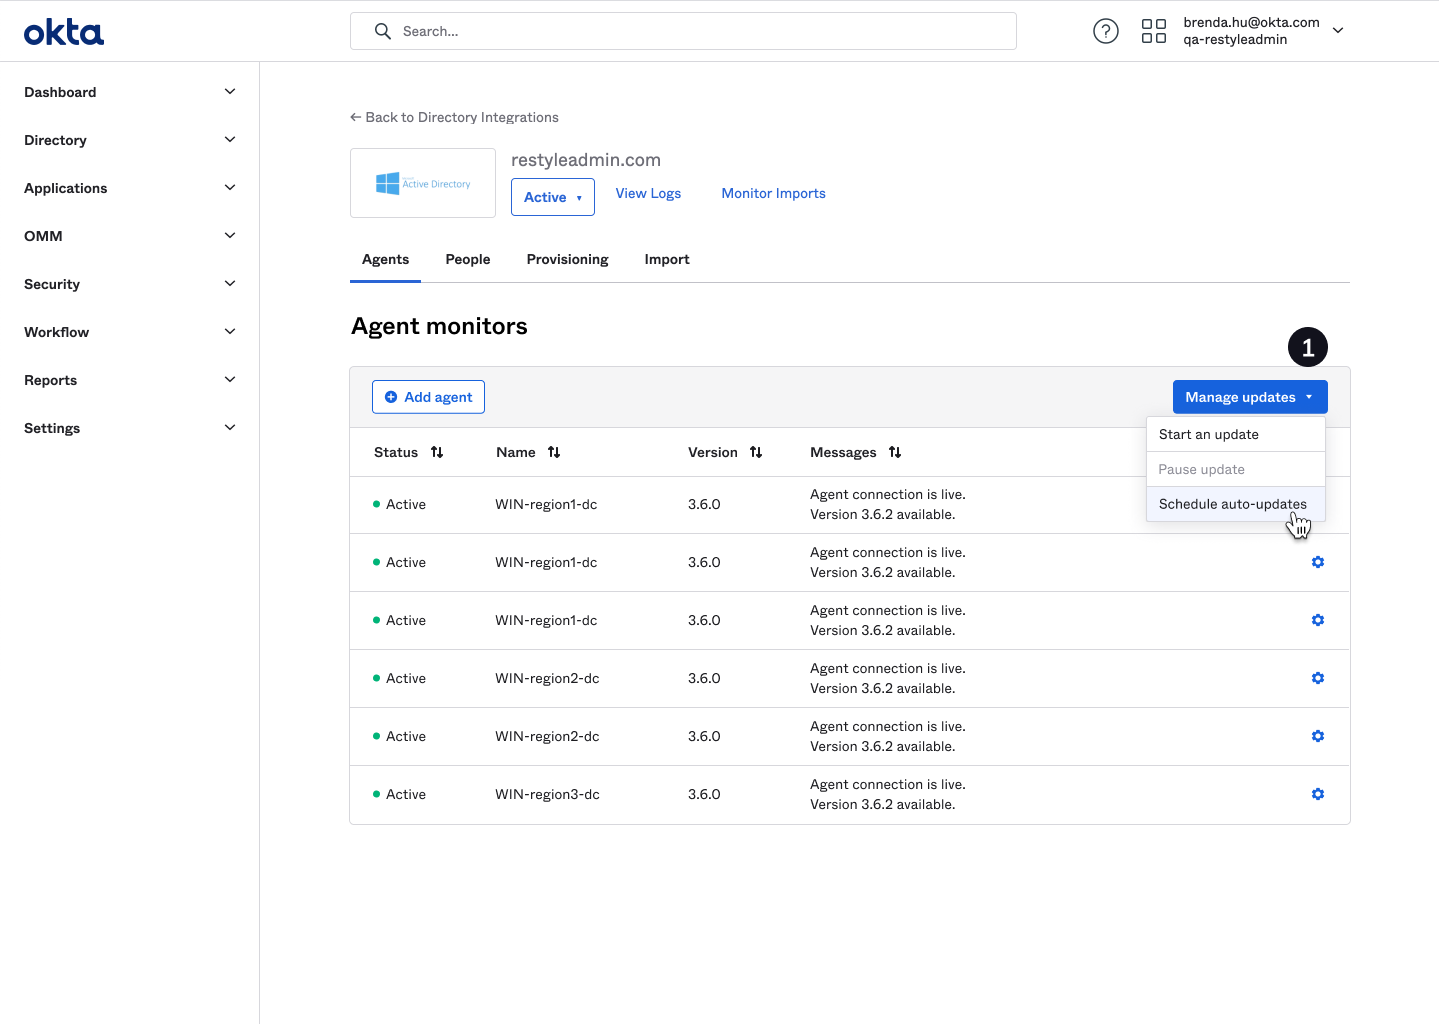 okta
Search...
?
brenda.hu@okta.com
qa-restyleadmin
Dashboard
Directory
Applications
OMM
Security
Workflow
Reports
Settings
← Back to Directory Integrations
Active Directory
restyleadmin.com
Active
View Logs
Monitor Imports
Agents People Provisioning Import
Agent monitors
1
Add agent
Manage updates
Start an update
Pause update
Schedule auto-updates
Status Name Version Messages
Active WIN-region1-dc 3.6.0 Agent connection is live.
Version 3.6.2 available.
Active WIN-region1-dc 3.6.0 Agent connection is live.
Version 3.6.2 available.
Active WIN-region1-dc 3.6.0 Agent connection is live.
Version 3.6.2 available.
Active WIN-region2-dc 3.6.0 Agent connection is live.
Version 3.6.2 available.
Active WIN-region2-dc 3.6.0 Agent connection is live.
Version 3.6.2 available.
Active WIN-region3-dc 3.6.0 Agent connection is live.
Version 3.6.2 available.